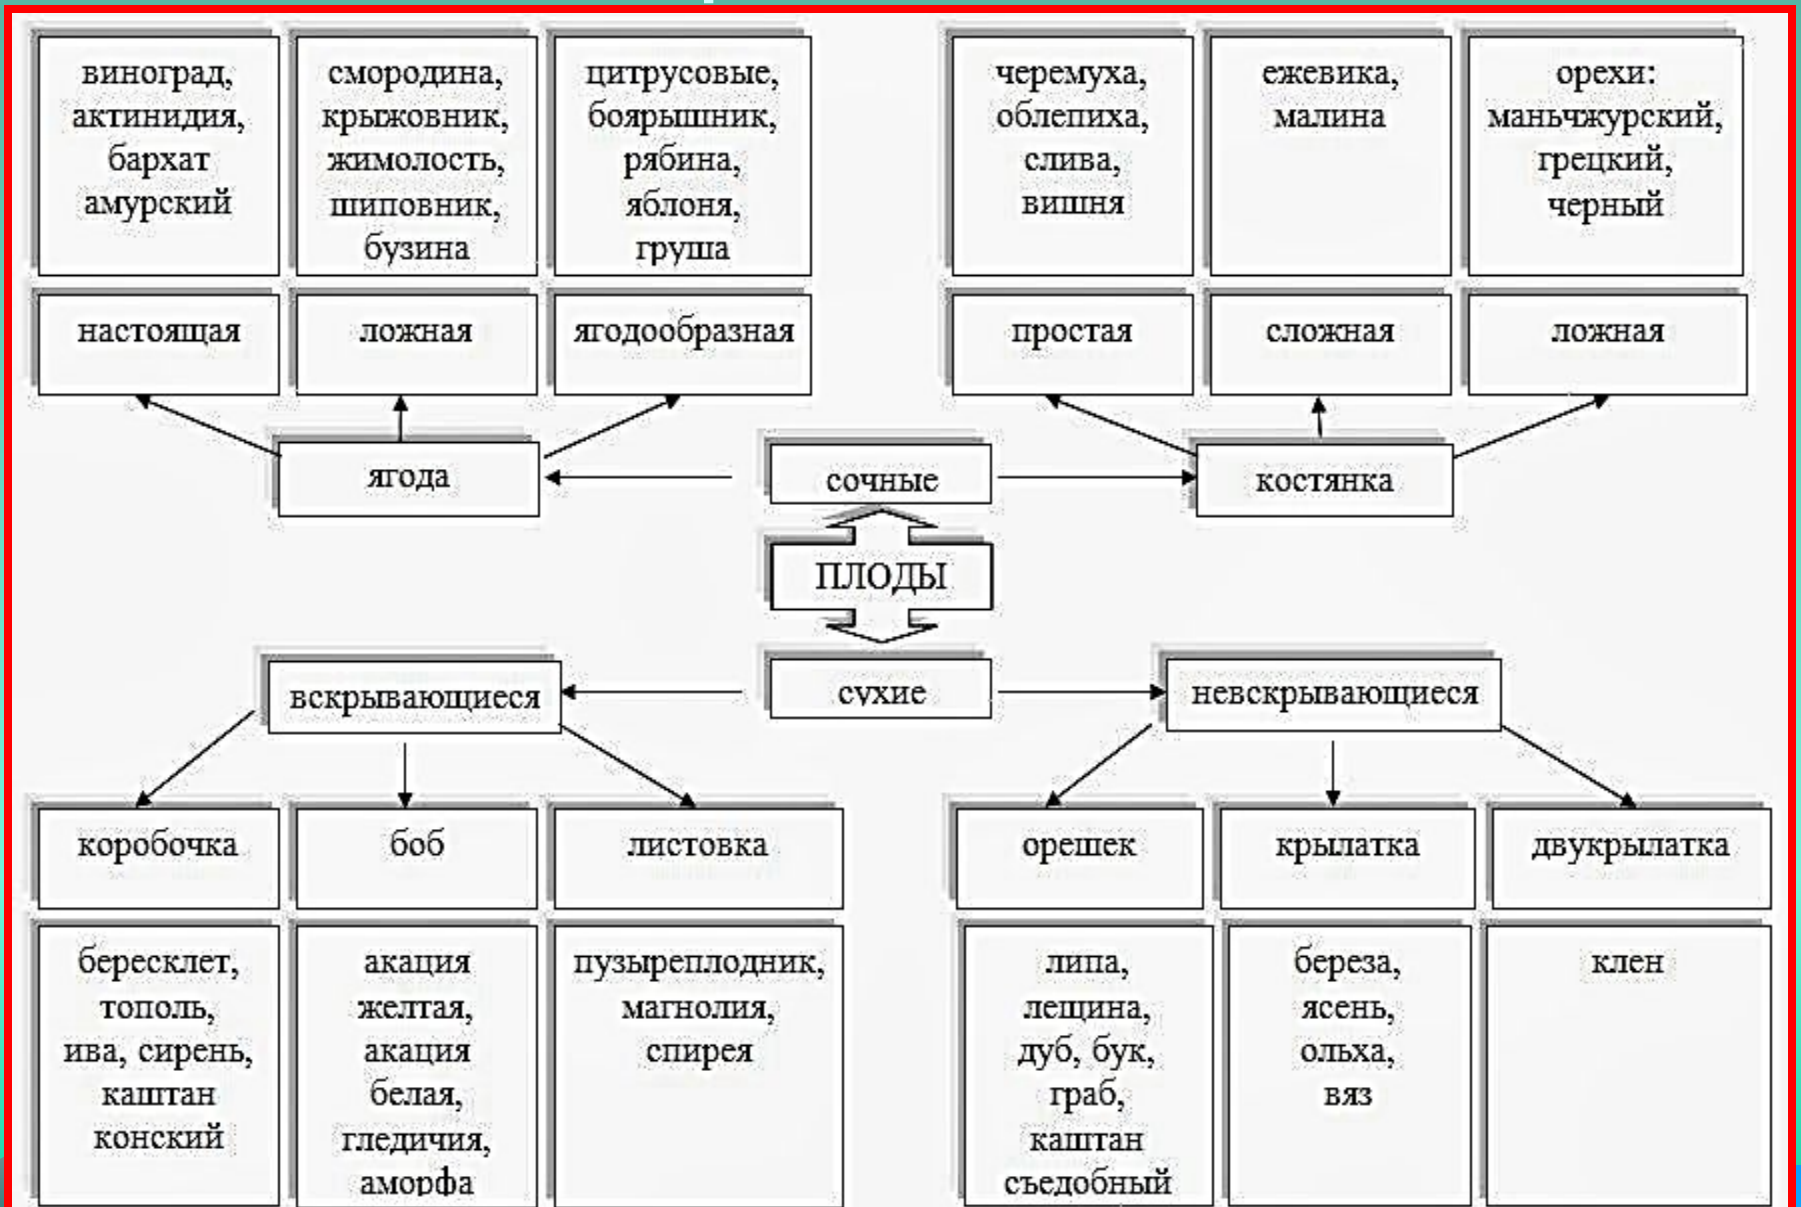 виноград,
актинидия,
бархат
амурский
смородина,
крыжовник,
жимолость,
шиповник,
бузина
цитрусовые,
боярышник,
рябина,
яблоня,
груша
черемуха,
облепиха,
слива,
вишня
ежевика,
малина
орехи:
маньчжурский,
грецкий,
черный
настоящая
ложная
ягодообразная
простая
сложная
ложная
ягода
сочные
костянка
ПЛОДЫ
вскрывающиеся
сухие
невскрывающиеся
коробочка
боб
листовка
орешек
крылатка
двукрылатка
бересклет,
тополь,
ива, сирень,
каштан
конский
акация
желтая,
акация
белая,
гледичия,
аморфа
пузыреплодник,
магнолия,
спирея
липа,
лещина,
дуб, бук,
граб,
каштан
съедобный
береза,
ясень,
ольха,
вяз
клен